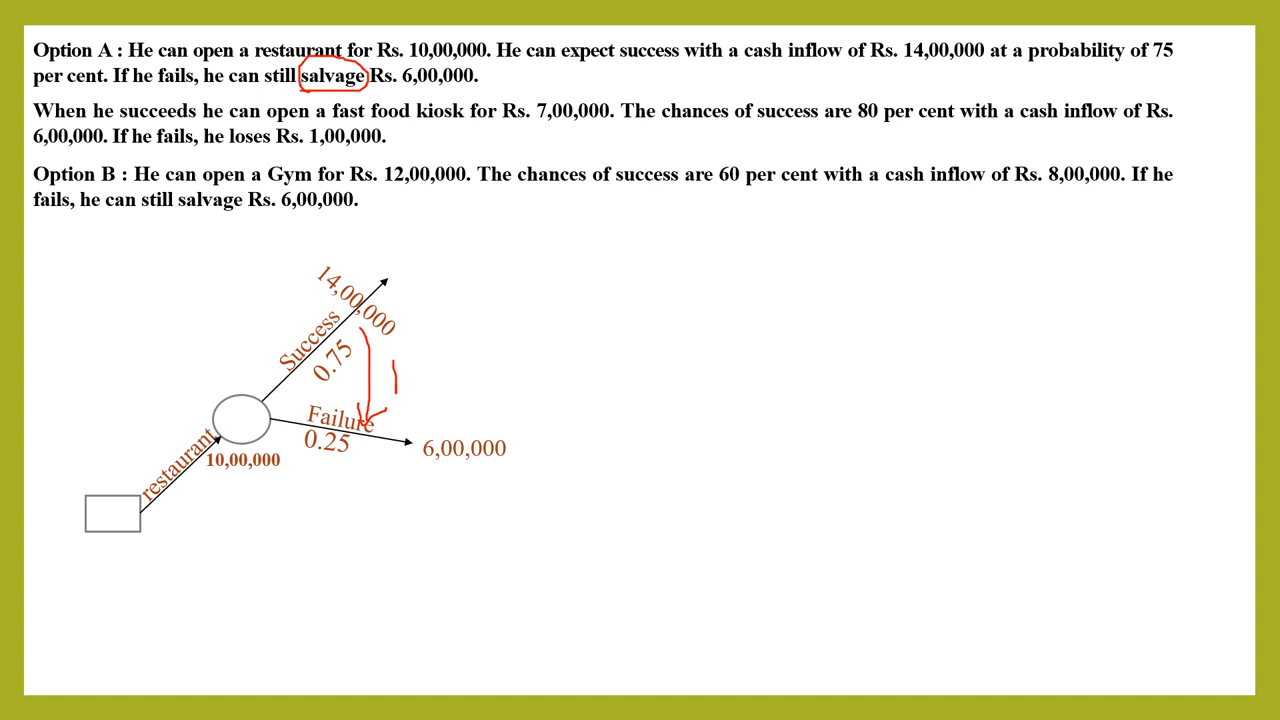 Option A : He can open a restaurant for Rs. 10,00,000. He can expect success with a cash inflow of Rs. 14,00,000 at a probability of 75
per cent. If he fails, he can still salvage Rs. 6,00,000.
When he succeeds he can open a fast food kiosk for Rs. 7,00,000. The chances of success are 80 per cent with a cash inflow of Rs.
6,00,000. If he fails, he loses Rs. 1,00,000.
Option B : He can open a Gym for Rs. 12,00,000. The chances of success are 60 per cent with a cash inflow of Rs. 8,00,000. If he
fails, he can still salvage Rs. 6,00,000.
14,00,000
Success
0.75
Failure
0.25
6,00,000
restaurant
10,00,000